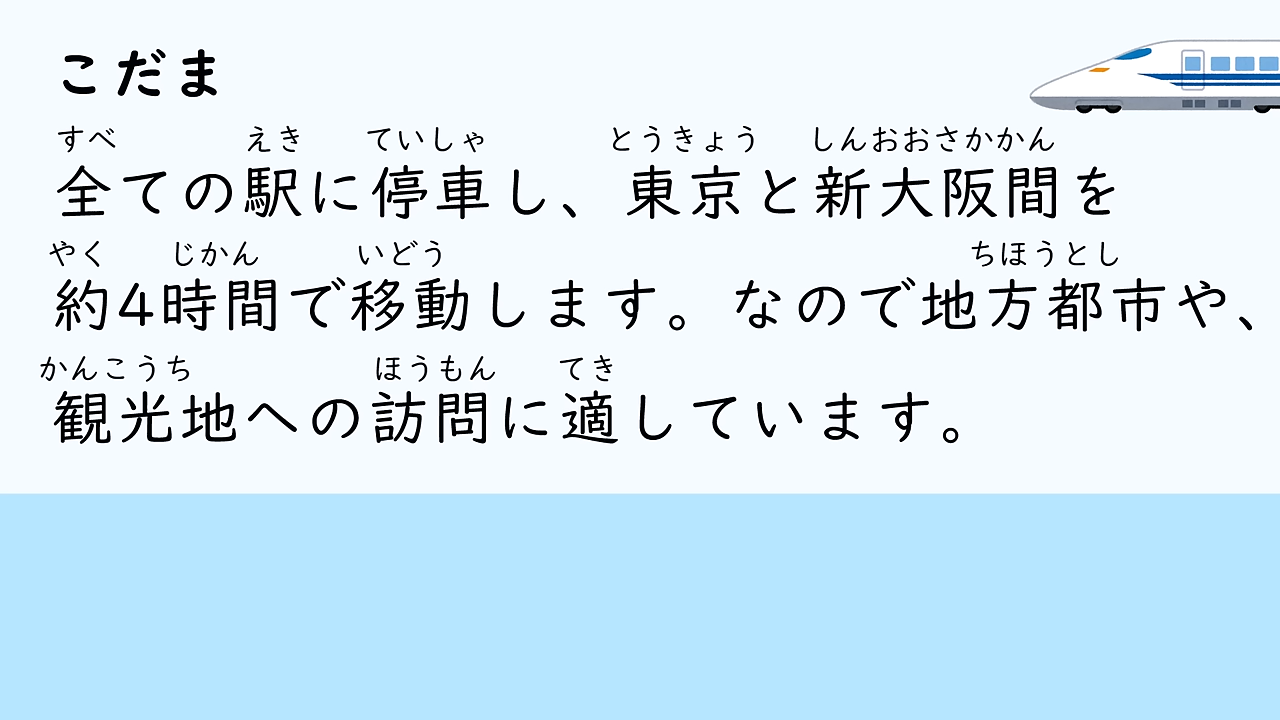 こだま
すべ えき ていしゃ とうきょう しんおおさかかん
全ての駅に停車し、東京と新大阪間を
やく じかん いどう ちほうとし
約4時間で移動します。なので地方都市や、
かんこうち ほうもん てき
観光地への訪問に適しています。